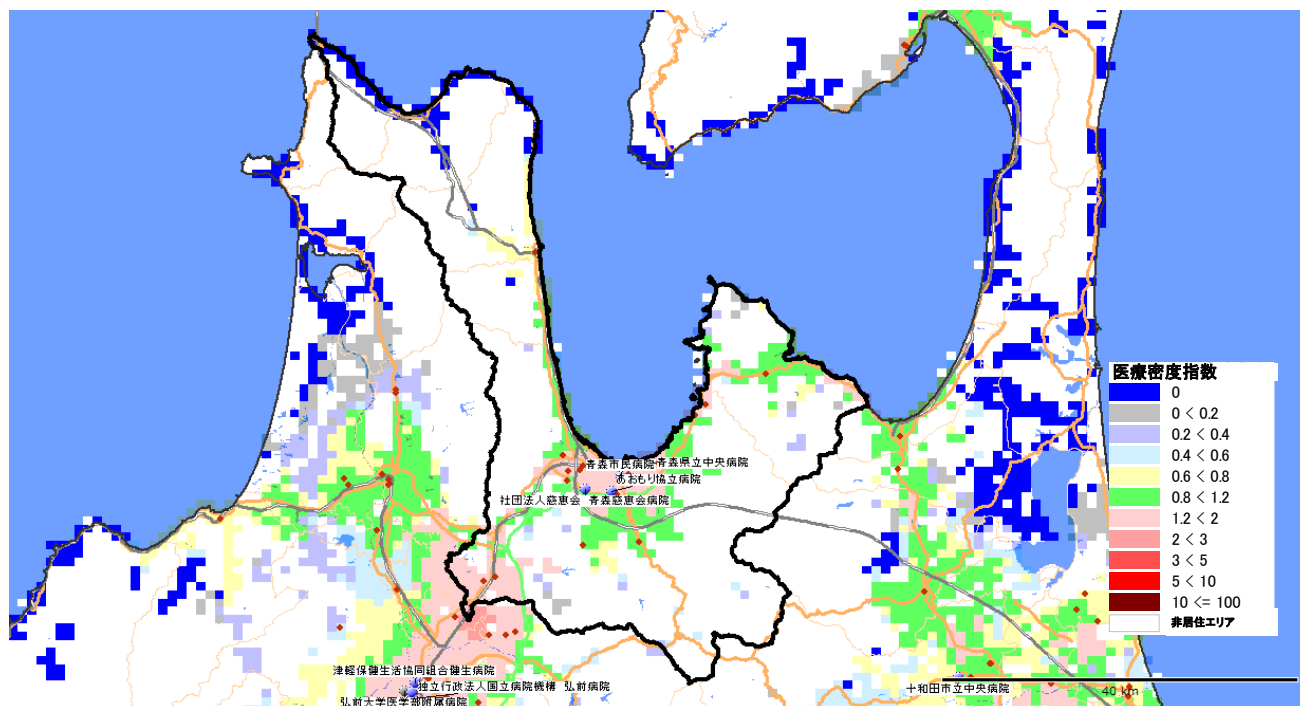 医療密度指数
0
0 < 0.2
0.2 < 0.4
0.4 < 0.6
0.6 < 0.8
0.8 < 1.2
1.2 < 2
2 < 3
3 < 5
5 < 10
10 <= 100
非居住エリア
青森市民病院
青森県立中央病院
あおもり協立病院
社団法人慈恵会 青森慈恵会病院
津軽保健生活協同組合健生病院
独立行政法人国立病院機構 弘前病院
弘前大学医学部附属病院
十和田市立中央病院
40 km